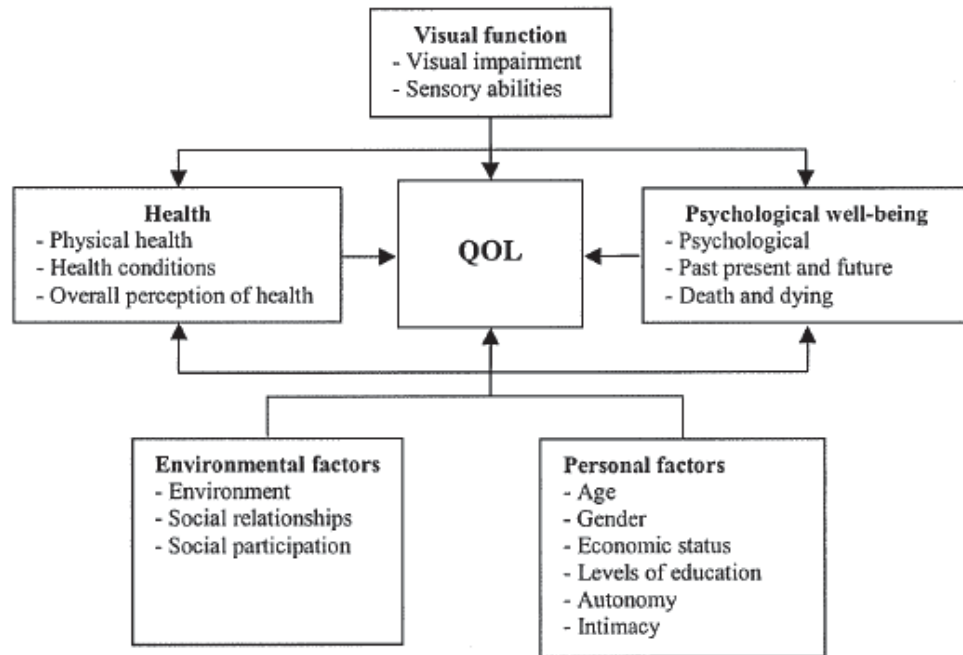 Visual function
- Visual impairment
- Sensory abilities
Health
- Physical health
- Health conditions
- Overall perception of health
QOL
Psychological well-being
- Psychological
- Past present and future
- Death and dying
Environmental factors
- Environment
- Social relationships
- Social participation
Personal factors
- Age
- Gender
- Economic status
- Levels of education
- Autonomy
- Intimacy